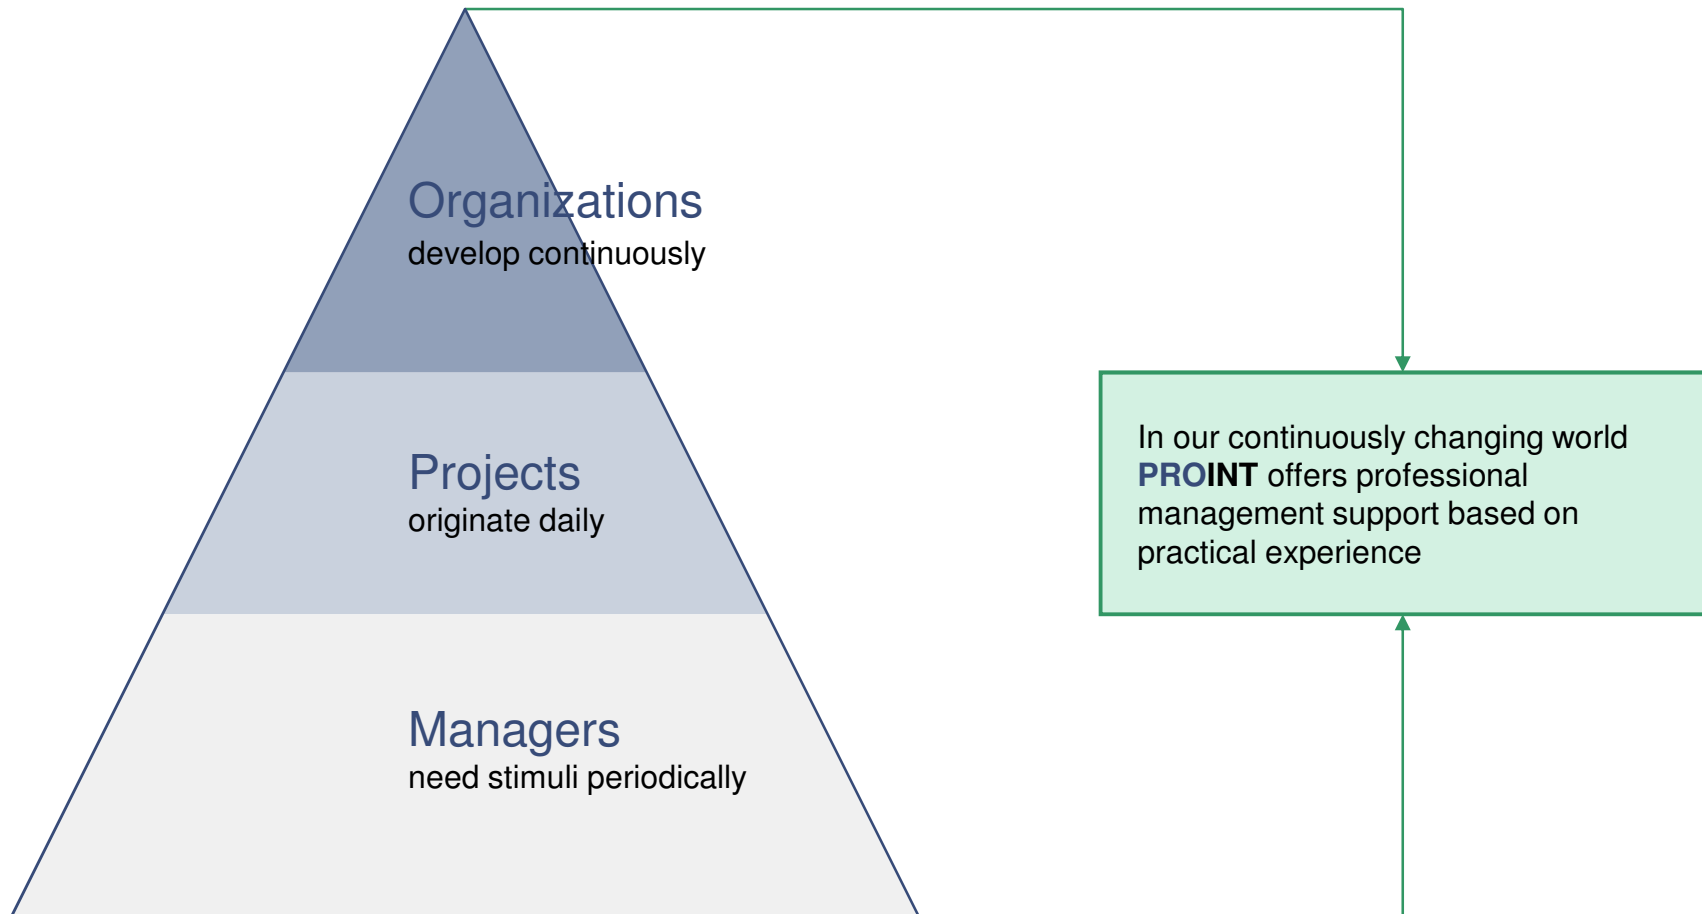 Organizations
develop continuously
Projects
originate daily
Managers
need stimuli periodically
In our continuously changing world
PROINT offers professional
management support based on
practical experience